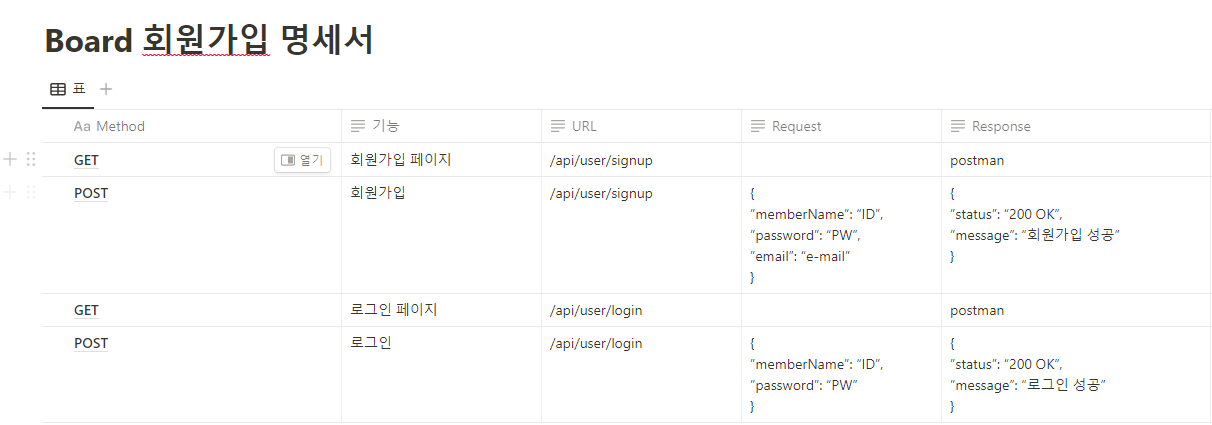 Board 회원가입 명세서
표
Aa Method 기능 URL Request Response
GET 열기 회원가입 페이지 /api/user/signup postman
POST 회원가입 /api/user/signup { {
“memberName”: “ID”, “status”: “200 OK”,
“password”: “PW”, “message”: “회원가입 성공”
“email”: “e-mail” }
}
GET 로그인 페이지 /api/user/login postman
POST 로그인 /api/user/login { {
“memberName”: “ID”, “status”: “200 OK”,
“password”: “PW” “message”: “로그인 성공”
} }